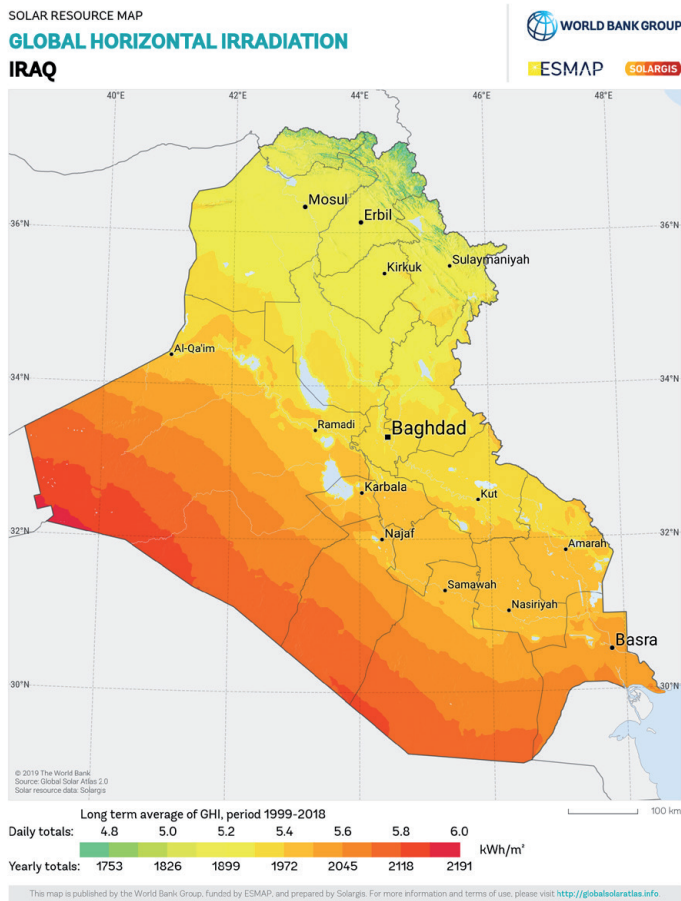 SOLAR RESOURCE MAP
GLOBAL HORIZONTAL IRRADIATION
IRAQ
WORLD BANK GROUP
ESMAP
SOLARGIS
40°E 42°E 44°E 46°E 48°E
Mosul
Erbil
36°N 36°N
Sulaymaniyah
Kirkuk
Al-Qa'im
34°N 34°N
Ramadi
Baghdad
Karbala
Kut
32°N 32°N
Najaf
Amarah
Samawah
Nasiriyah
Basra
30°N 30°N
© 2019 The World Bank
Source: Global Solar Atlas 2.0
Solar resource data: Solargis
Long term average of GHI, period 1999-2018
100 km
Daily totals: 4.8 5.0 5.2 5.4 5.6 5.8 6.0
kWh/m²
Yearly totals: 1753 1826 1899 1972 2045 2118 2191
This map is published by the World Bank Group, funded by ESMAP, and prepared by Solargis. For more information and terms of use, please visit http://globalsolaratlas.info.